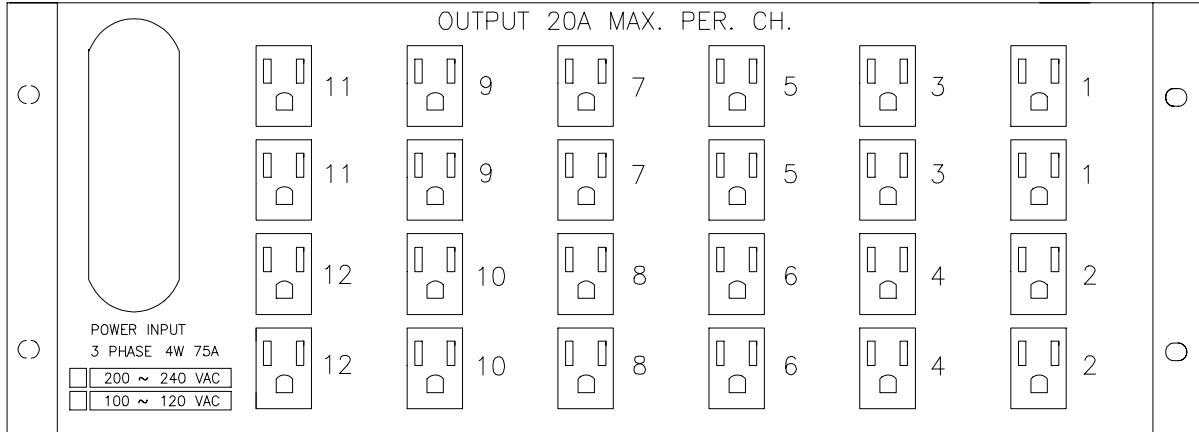 OUTPUT 20A MAX. PER. CH.
11 9 7 5 3 1
11 9 7 5 3 1
12 10 8 6 4 2
POWER INPUT
3 PHASE 4W 75A
12 10 8 6 4 2
200 ~ 240 VAC
100 ~ 120 VAC